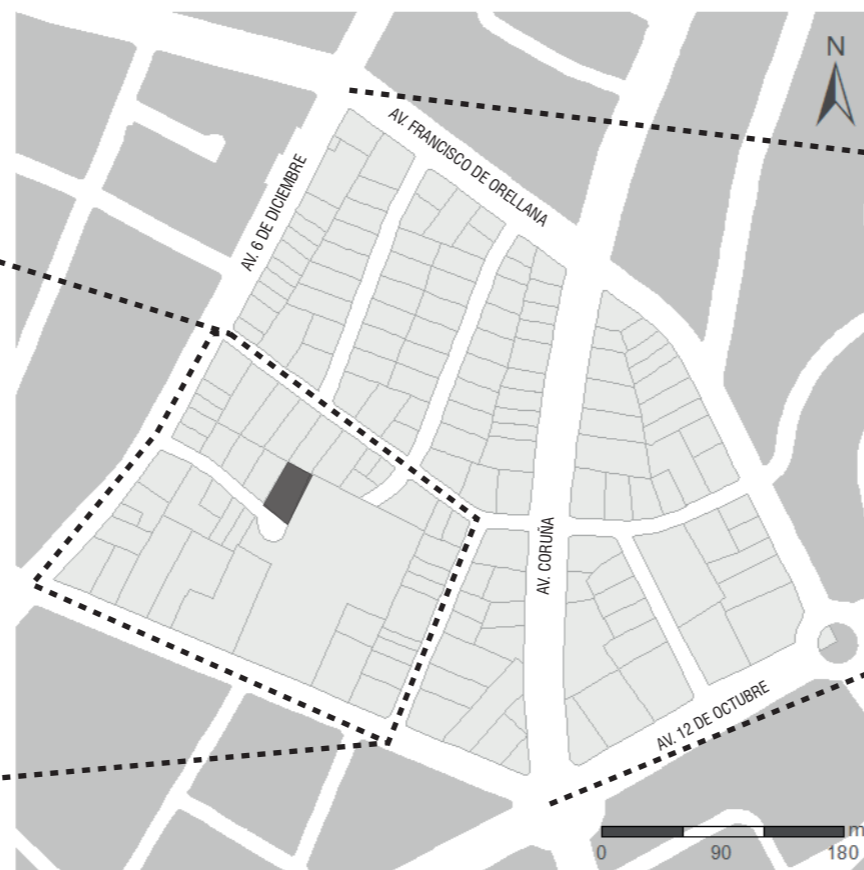 N
AV. FRANCISCO DE ORELLANA
AV. 6 DE DICIEMBRE
AV. CORUÑA
AV. 12 DE OCTUBRE
m
0 90 180